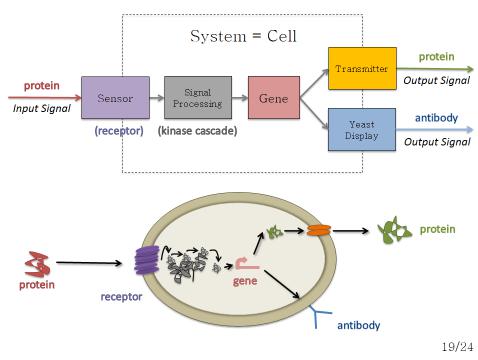 System = Cell
protein
Input Signal
Sensor
(receptor)
Signal
Processing
(kinase cascade)
Gene
Transmitter
protein
Output Signal
Yeast
Display
antibody
Output Signal
protein
receptor
gene
protein
antibody
19/24